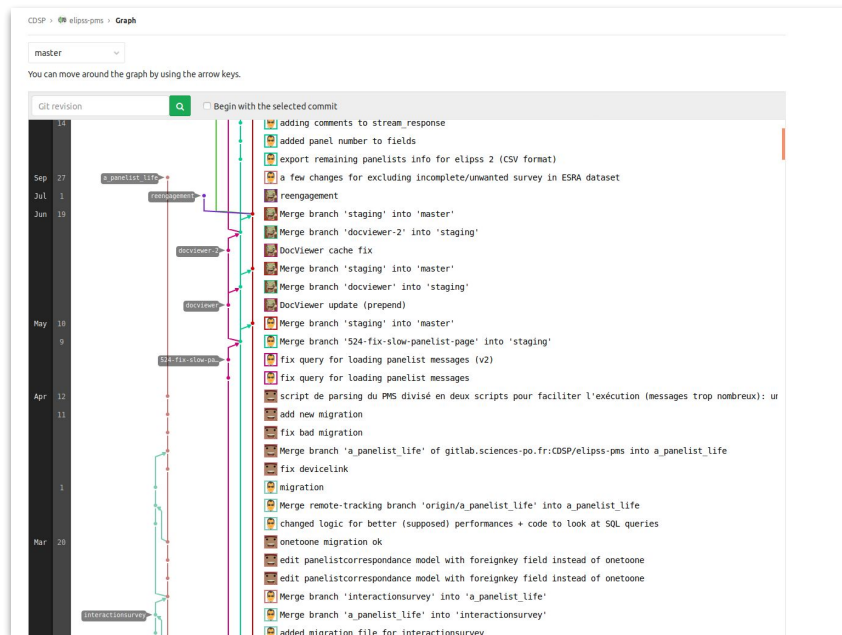 CDSP › elipss-pms › Graph
master
You can move around the graph by using the arrow keys.
Git revision
Begin with the selected commit
14 adding comments to stream_response
added panel number to fields
export remaining panelists info for elipss 2 (CSV format)
Sep 27 a_panelist_life a few changes for excluding incomplete/unwanted survey in ESRA dataset
Jul 1 reengagement reengagement
Jun 19 Merge branch 'staging' into 'master'
Merge branch 'docviewer-2' into 'staging'
docviewer-2 DocViewer cache fix
Merge branch 'staging' into 'master'
Merge branch 'docviewer' into 'staging'
docviewer DocViewer update (prepend)
May 10 Merge branch 'staging' into 'master'
9 Merge branch '524-fix-slow-panelist-page' into 'staging'
524-fix-slow-pa… fix query for loading panelist messages (v2)
fix query for loading panelist messages
Apr 12 script de parsing du PMS divisé en deux scripts pour faciliter l'exécution (messages trop nombreux): ur
11 add new migration
fix bad migration
Merge branch 'a_panelist_life' of gitlab.sciences-po.fr:CDSP/elipss-pms into a_panelist_life
fix devicelink
1 migration
Merge remote-tracking branch 'origin/a_panelist_life' into a_panelist_life
changed logic for better (supposed) performances + code to look at SQL queries
Mar 20 onetoone migration ok
edit panelistcorrespondance model with foreignkey field instead of onetoone
edit panelistcorrespondance model with foreignkey field instead of onetoone
Merge branch 'interactionsurvey' into 'a_panelist_life'
interactionsurvey Merge branch 'a_panelist_life' into 'interactionsurvey'
added migration file for interactionsurvey